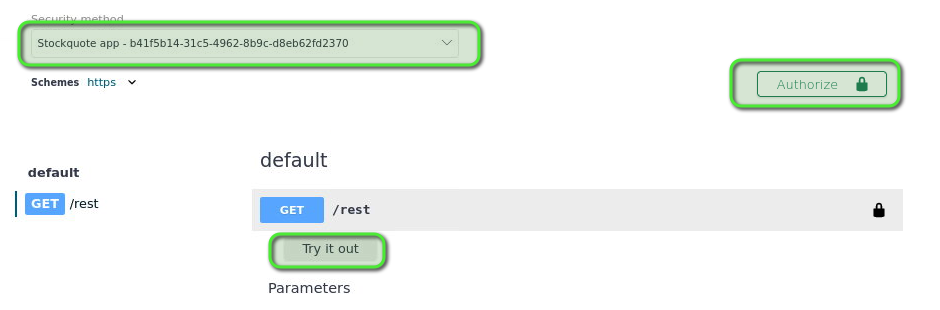 Security method
Stockquote app - b41f5b14-31c5-4962-8b9c-d8eb62fd2370
Schemes https
Authorize
default
GET /rest
default
GET /rest
Try it out
Parameters